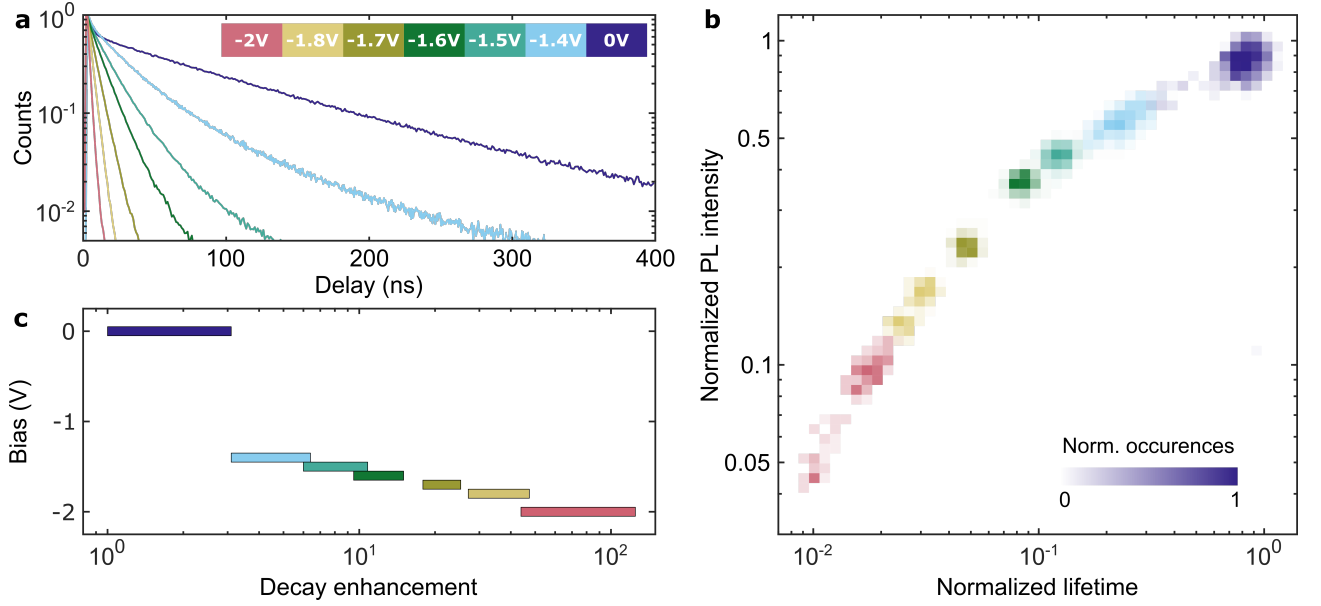 a
-2V -1.8V -1.7V -1.6V -1.5V -1.4V 0V
10^0
10^-1
10^-2
Counts
0 100 200 300 400
Delay (ns)
c
0
-1
-2
Bias (V)
10^0 10^1 10^2
Decay enhancement
b
1
0.5
0.1
0.05
Normalized PL intensity
Norm. occurences
0 1
10^-2 10^-1 10^0
Normalized lifetime